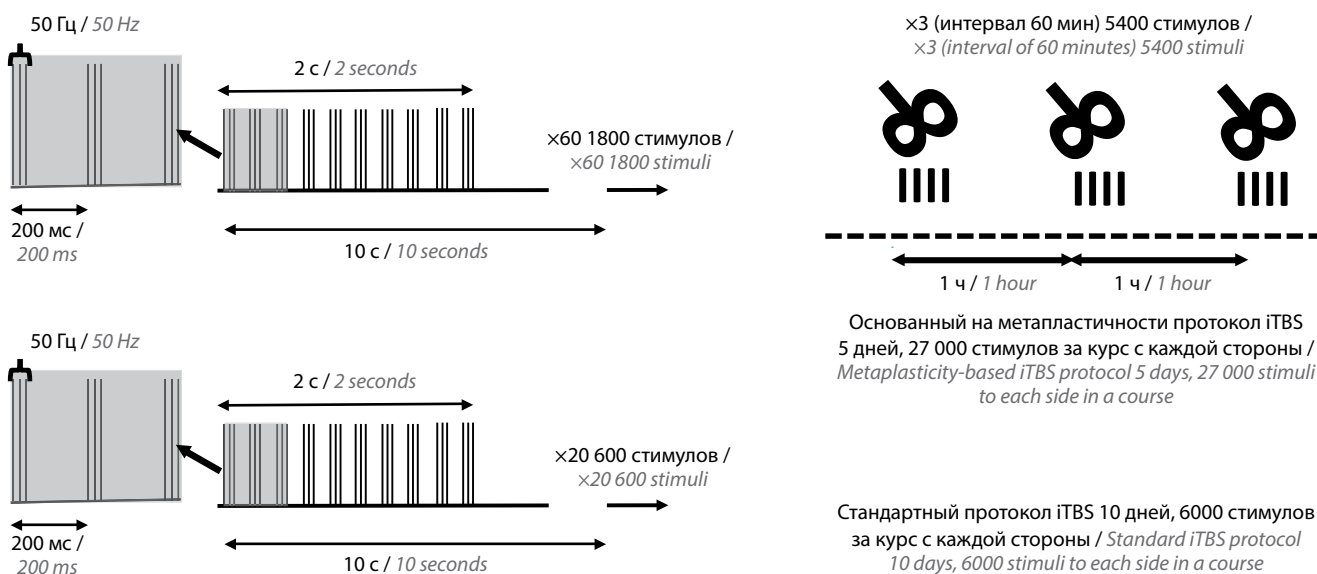 50 Гц / 50 Hz
2 с / 2 seconds
×60 1800 стимулов /
×60 1800 stimuli
200 мс /
200 ms
10 с / 10 seconds
×3 (интервал 60 мин) 5400 стимулов /
×3 (interval of 60 minutes) 5400 stimuli
1 ч / 1 hour
1 ч / 1 hour
Основанный на метапластичности протокол iTBS
5 дней, 27 000 стимулов за курс с каждой стороны /
Metaplasticity-based iTBS protocol 5 days, 27 000 stimuli
to each side in a course
50 Гц / 50 Hz
2 с / 2 seconds
×20 600 стимулов /
×20 600 stimuli
200 мс /
200 ms
10 с / 10 seconds
Стандартный протокол iTBS 10 дней, 6000 стимулов
за курс с каждой стороны / Standard iTBS protocol
10 days, 6000 stimuli to each side in a course